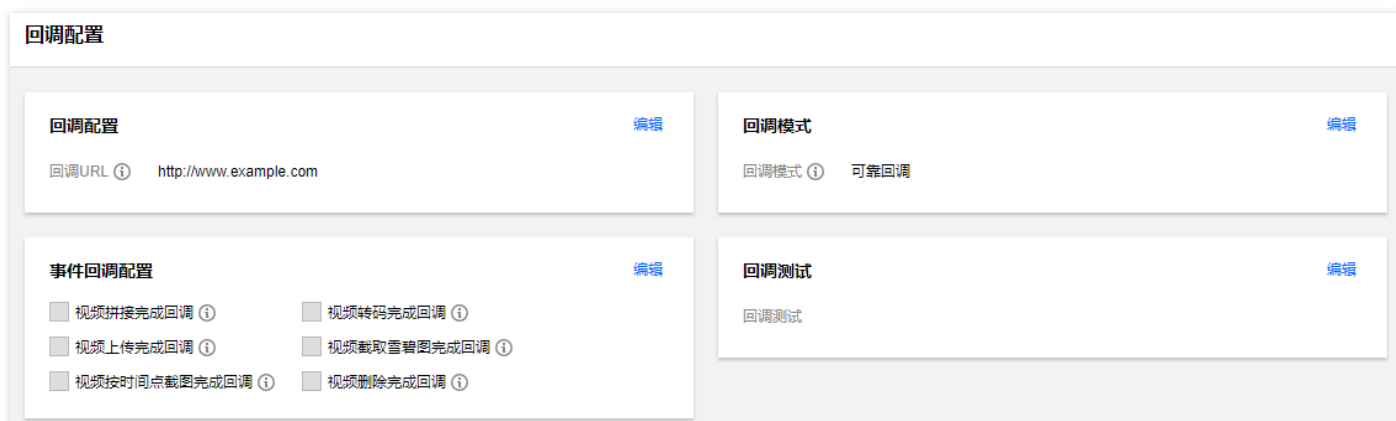 回调配置
回调配置 编辑
回调URL http://www.example.com
回调模式 编辑
回调模式 可靠回调
事件回调配置 编辑
视频拼接完成回调 视频转码完成回调
视频上传完成回调 视频截取雪碧图完成回调
视频按时间点截图完成回调 视频删除完成回调
回调测试 编辑
回调测试